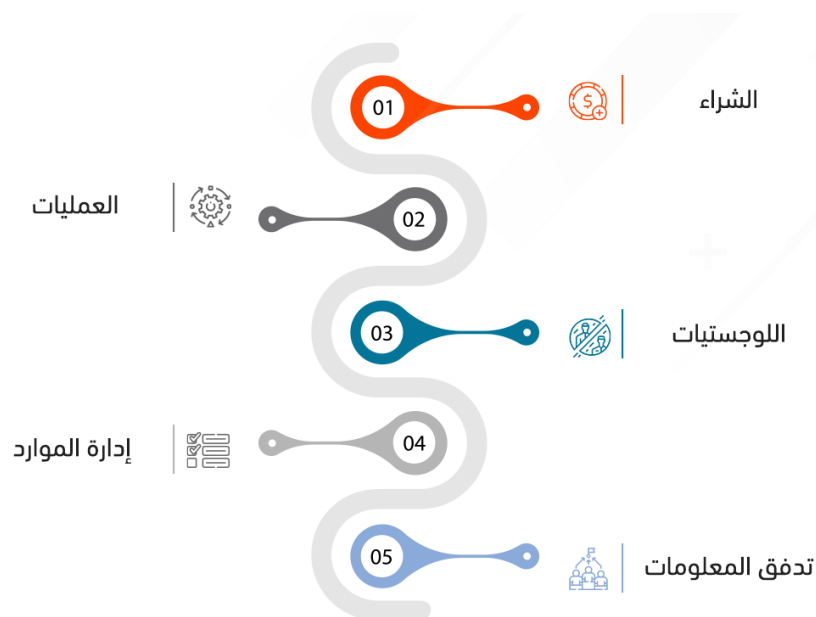 01
الشراء
02
العمليات
03
اللوجستيات
04
إدارة الموارد
05
تدفق المعلومات